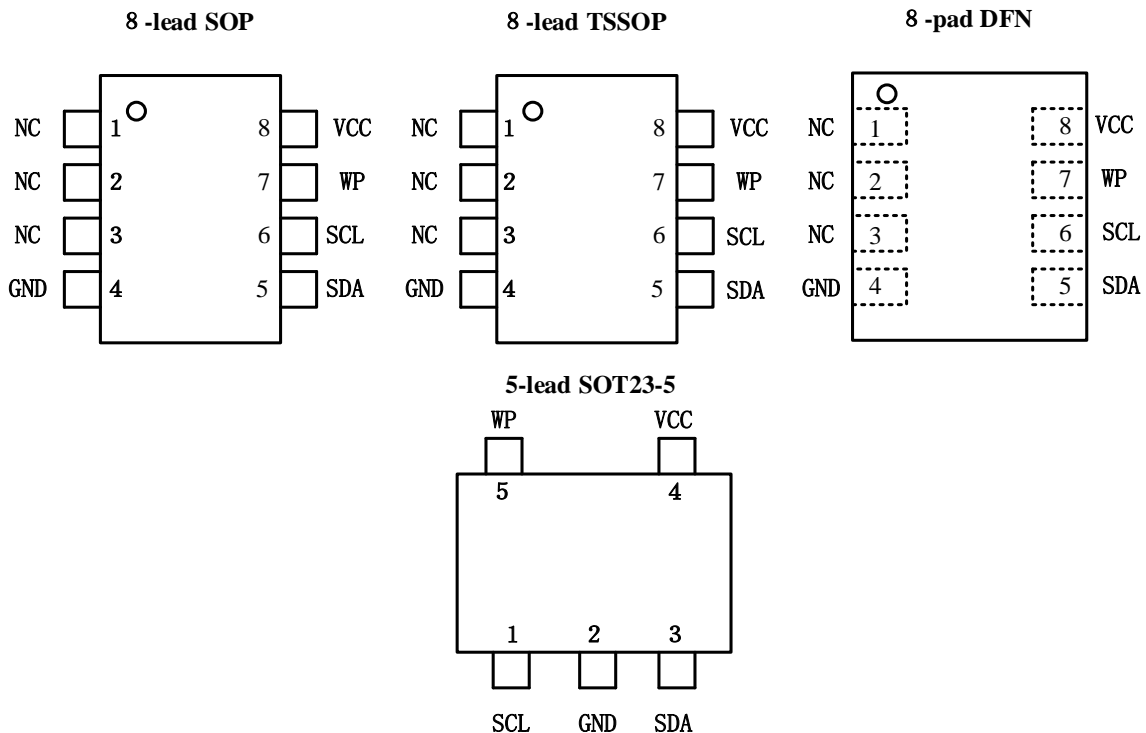 8 -lead SOP
8 -lead TSSOP
8 -pad DFN
NC 1 8 VCC
NC 2 7 WP
NC 3 6 SCL
GND 4 5 SDA
NC 1 8 VCC
NC 2 7 WP
NC 3 6 SCL
GND 4 5 SDA
NC 1 8 VCC
NC 2 7 WP
NC 3 6 SCL
GND 4 5 SDA
5-lead SOT23-5
WP VCC
5 4
1 2 3
SCL GND SDA